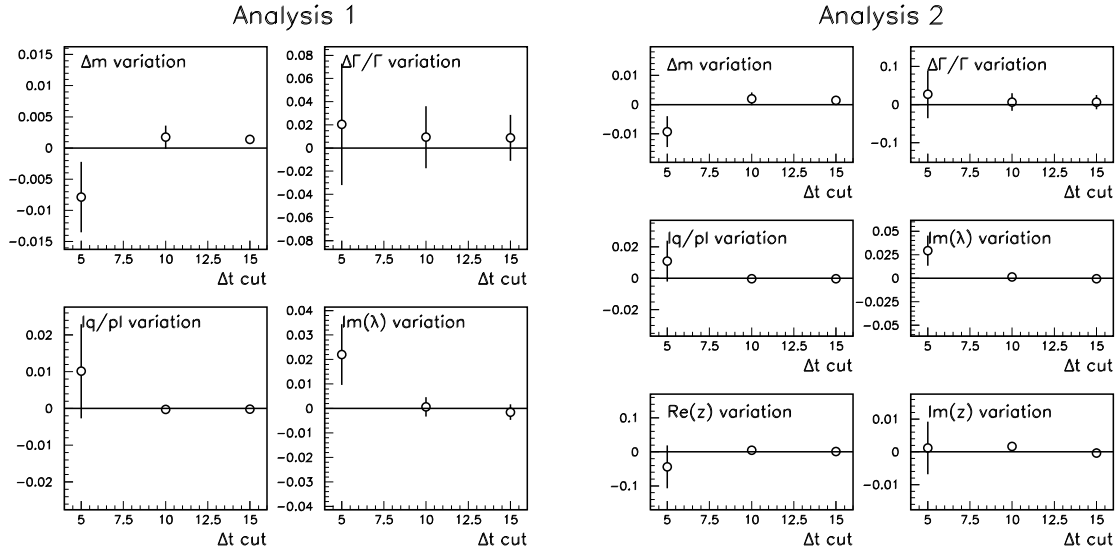 Analysis 1
Δm variation
0.015
0.01
0.005
0
-0.005
-0.01
-0.015
5 7.5 10 12.5 15
Δt cut
ΔΓ/Γ variation
0.08
0.06
0.04
0.02
0
-0.02
-0.04
-0.06
-0.08
5 7.5 10 12.5 15
Δt cut
|q/p| variation
0.02
0.01
0
-0.01
-0.02
5 7.5 10 12.5 15
Δt cut
Im(λ) variation
0.04
0.03
0.02
0.01
0
-0.01
-0.02
-0.03
-0.04
5 7.5 10 12.5 15
Δt cut
Analysis 2
Δm variation
0.01
0
-0.01
5 7.5 10 12.5 15
Δt cut
ΔΓ/Γ variation
0.1
0
-0.1
5 7.5 10 12.5 15
Δt cut
|q/p| variation
0.02
0
-0.02
5 7.5 10 12.5 15
Δt cut
Im(λ) variation
0.05
0.025
0
-0.025
-0.05
5 7.5 10 12.5 15
Δt cut
Re(z) variation
0.1
0
-0.1
5 7.5 10 12.5 15
Δt cut
Im(z) variation
0.01
0
-0.01
5 7.5 10 12.5 15
Δt cut